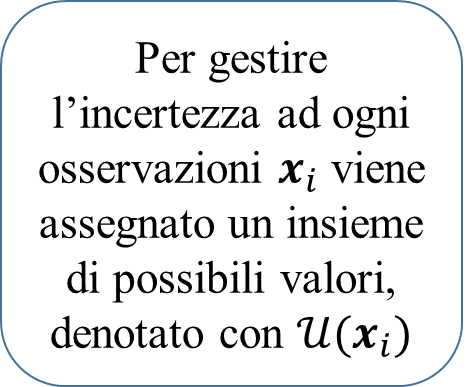 Per gestire
l’incertezza ad ogni
osservazioni 𝒙𝑖 viene
assegnato un insieme
di possibili valori,
denotato con 𝒰(𝒙𝑖)